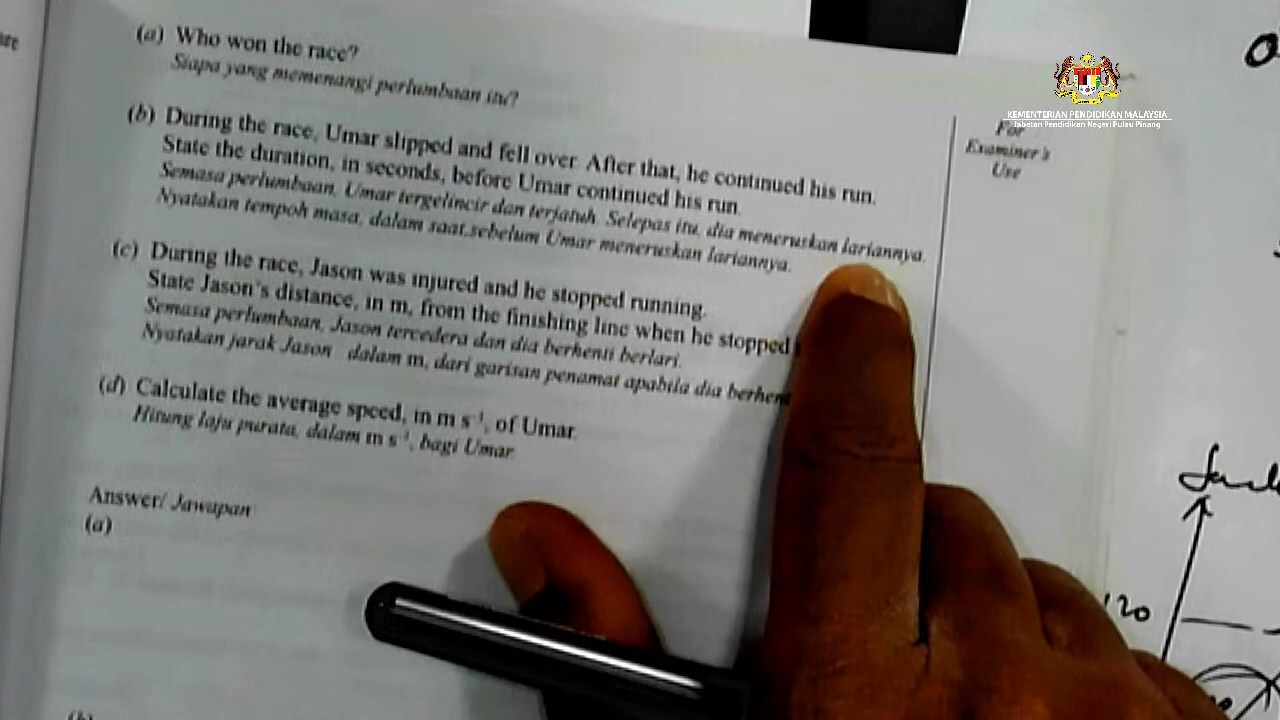 (a) Who won the race?
Siapa yang memenangi perlumbaan itu?
(b) During the race, Umar slipped and fell over. After that, he continued his run.
State the duration, in seconds, before Umar continued his run.
Semasa perlumbaan, Umar tergelincir dan terjatuh. Selepas itu, dia meneruskan lariannya.
Nyatakan tempoh masa, dalam saat,sebelum Umar meneruskan lariannya.
(c) During the race, Jason was injured and he stopped running.
State Jason's distance, in m, from the finishing line when he stopped
Semasa perlumbaan, Jason tercedera dan dia berhenti berlari.
Nyatakan jarak Jason dalam m, dari garisan penamat apabila dia
(d) Calculate the average speed, in m s⁻¹, of Umar.
Hitung laju purata, dalam m s⁻¹, bagi Umar.
Answer/ Jawapan
(a)
KEMENTERIAN PENDIDIKAN MALAYSIA
Jabatan Pendidikan Negeri Pulau Pinang
For
Examiner's
Use
120